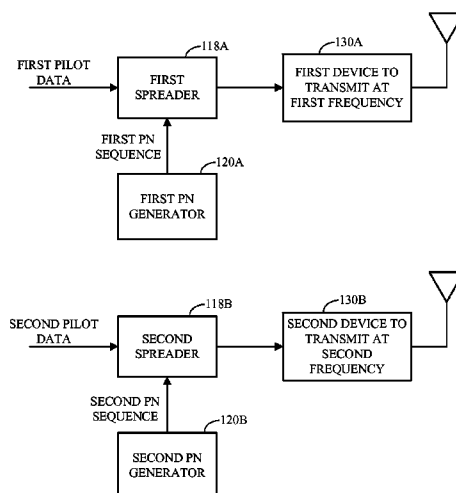 118A
130A
FIRST PILOT
DATA
FIRST
SPREADER
FIRST DEVICE TO
TRANSMIT AT
FIRST FREQUENCY
FIRST PN
SEQUENCE
120A
FIRST PN
GENERATOR
118B
130B
SECOND PILOT
DATA
SECOND
SPREADER
SECOND DEVICE TO
TRANSMIT AT
SECOND
FREQUENCY
SECOND PN
SEQUENCE
120B
SECOND PN
GENERATOR